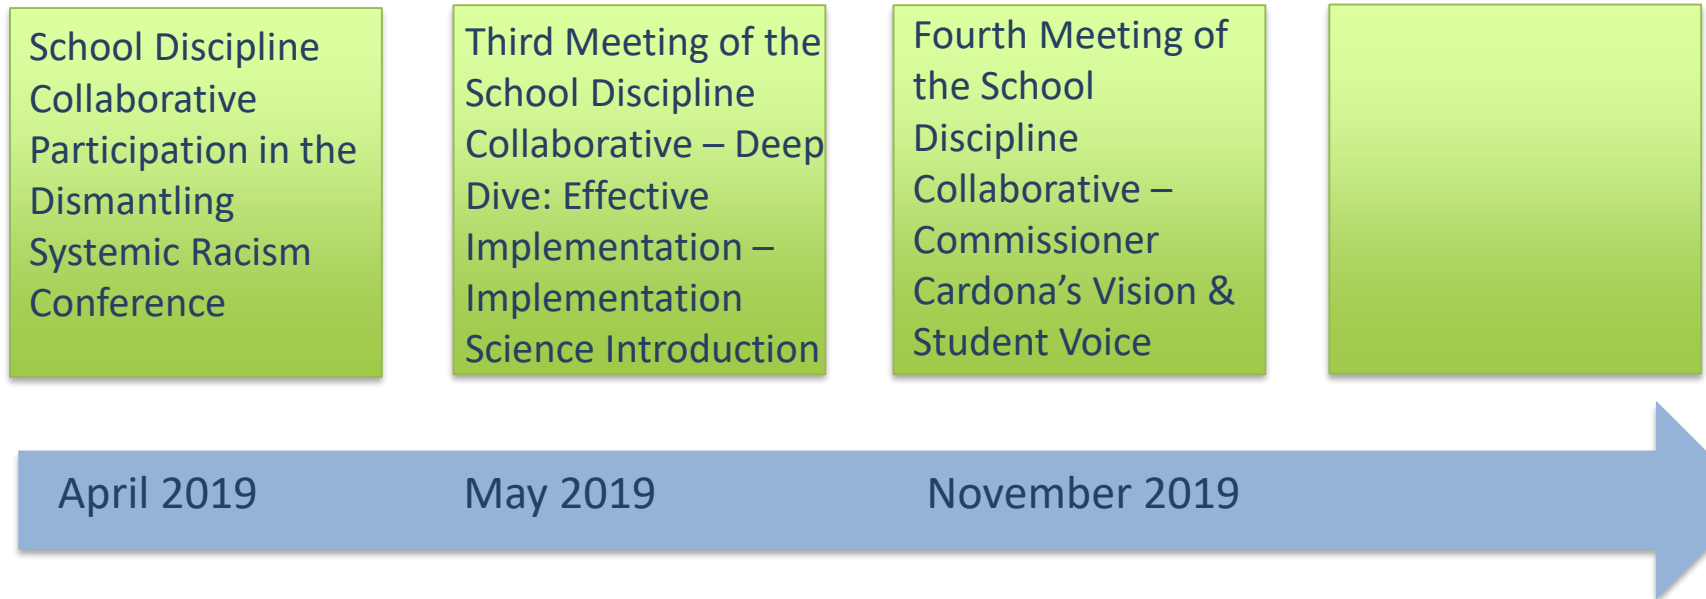 School Discipline
Collaborative
Participation in the
Dismantling
Systemic Racism
Conference
Third Meeting of the
School Discipline
Collaborative – Deep
Dive: Effective
Implementation –
Implementation
Science Introduction
Fourth Meeting of
the School
Discipline
Collaborative –
Commissioner
Cardona’s Vision &
Student Voice
April 2019
May 2019
November 2019